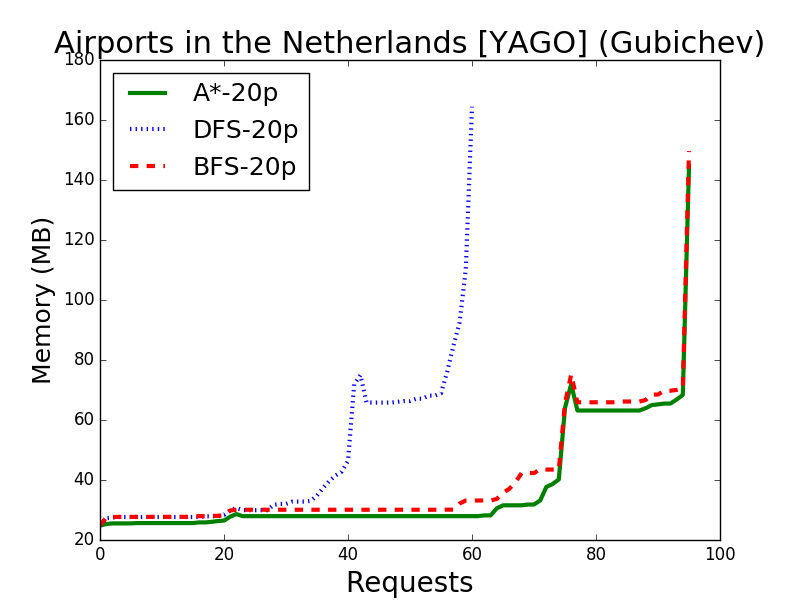 Airports in the Netherlands [YAGO] (Gubichev)
180
160
140
120
100
80
60
40
20
Memory (MB)
A*-20p
DFS-20p
BFS-20p
0
20
40
60
80
100
Requests